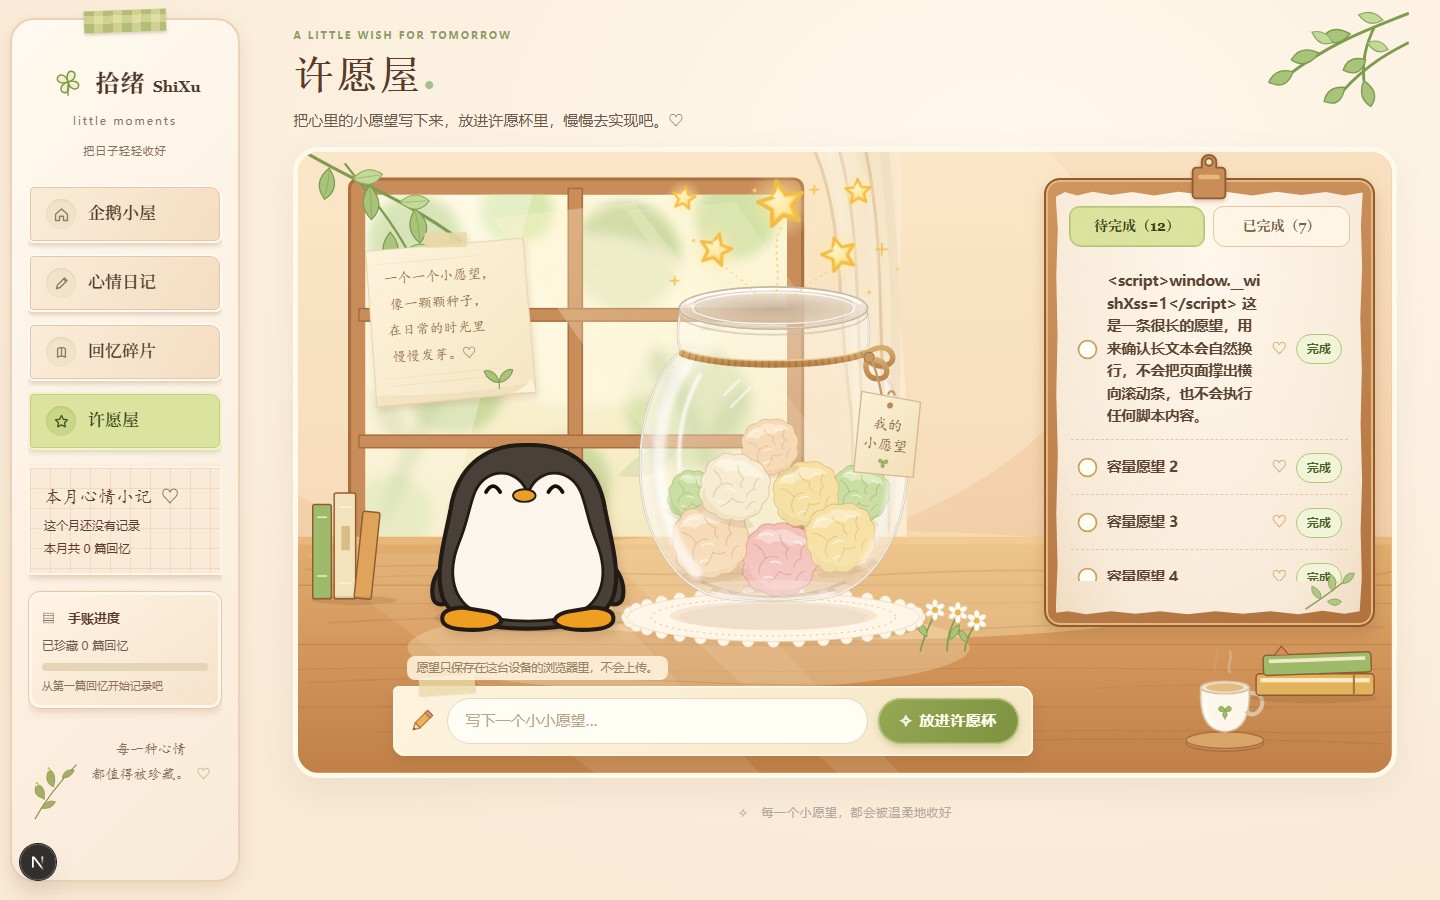 拾绪 ShiXu
little moments
把日子轻轻收好
企鹅小屋
心情日记
回忆碎片
许愿屋
本月心情小记 ♡
这个月还没有记录
本月共 0 篇回忆
手账进度
已珍藏 0 篇回忆
从第一篇回忆开始记录吧
每一种心情
都值得被珍藏。 ♡
N
A LITTLE WISH FOR TOMORROW
许愿屋.
把心里的小愿望写下来，放进许愿杯里，慢慢去实现吧。♡
一个一个小愿望，
像一颗颗种子，
在日常的时光里
慢慢发芽。♡
我的
小愿望
待完成（12）
已完成（7）
<script>window.__wi
shXss=1</script> 这
是一条很长的愿望，用
来确认长文本会自然换
行，不会把页面撑出横
向滚动条，也不会执行
任何脚本内容。
♡ 完成
容量愿望 2 ♡ 完成
容量愿望 3 ♡ 完成
容量愿望 4 ♡ 完成
愿望只保存在这台设备的浏览器里，不会上传。
写下一个小小愿望...
✧ 放进许愿杯
✧ 每一个小愿望，都会被温柔地收好